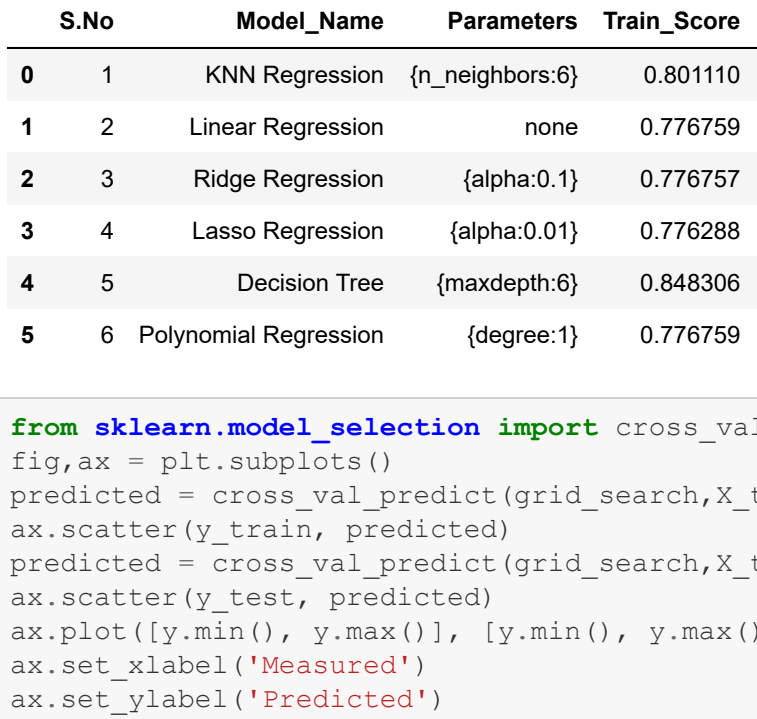 S.No Model_Name Parameters Train_Score
0 1 KNN Regression {n_neighbors:6} 0.801110
1 2 Linear Regression none 0.776759
2 3 Ridge Regression {alpha:0.1} 0.776757
3 4 Lasso Regression {alpha:0.01} 0.776288
4 5 Decision Tree {maxdepth:6} 0.848306
5 6 Polynomial Regression {degree:1} 0.776759
from sklearn.model_selection import cross_val
fig,ax = plt.subplots()
predicted = cross_val_predict(grid_search,X_t
ax.scatter(y_train, predicted)
predicted = cross_val_predict(grid_search,X_t
ax.scatter(y_test, predicted)
ax.plot([y.min(), y.max()], [y.min(), y.max()
ax.set_xlabel('Measured')
ax.set_ylabel('Predicted')